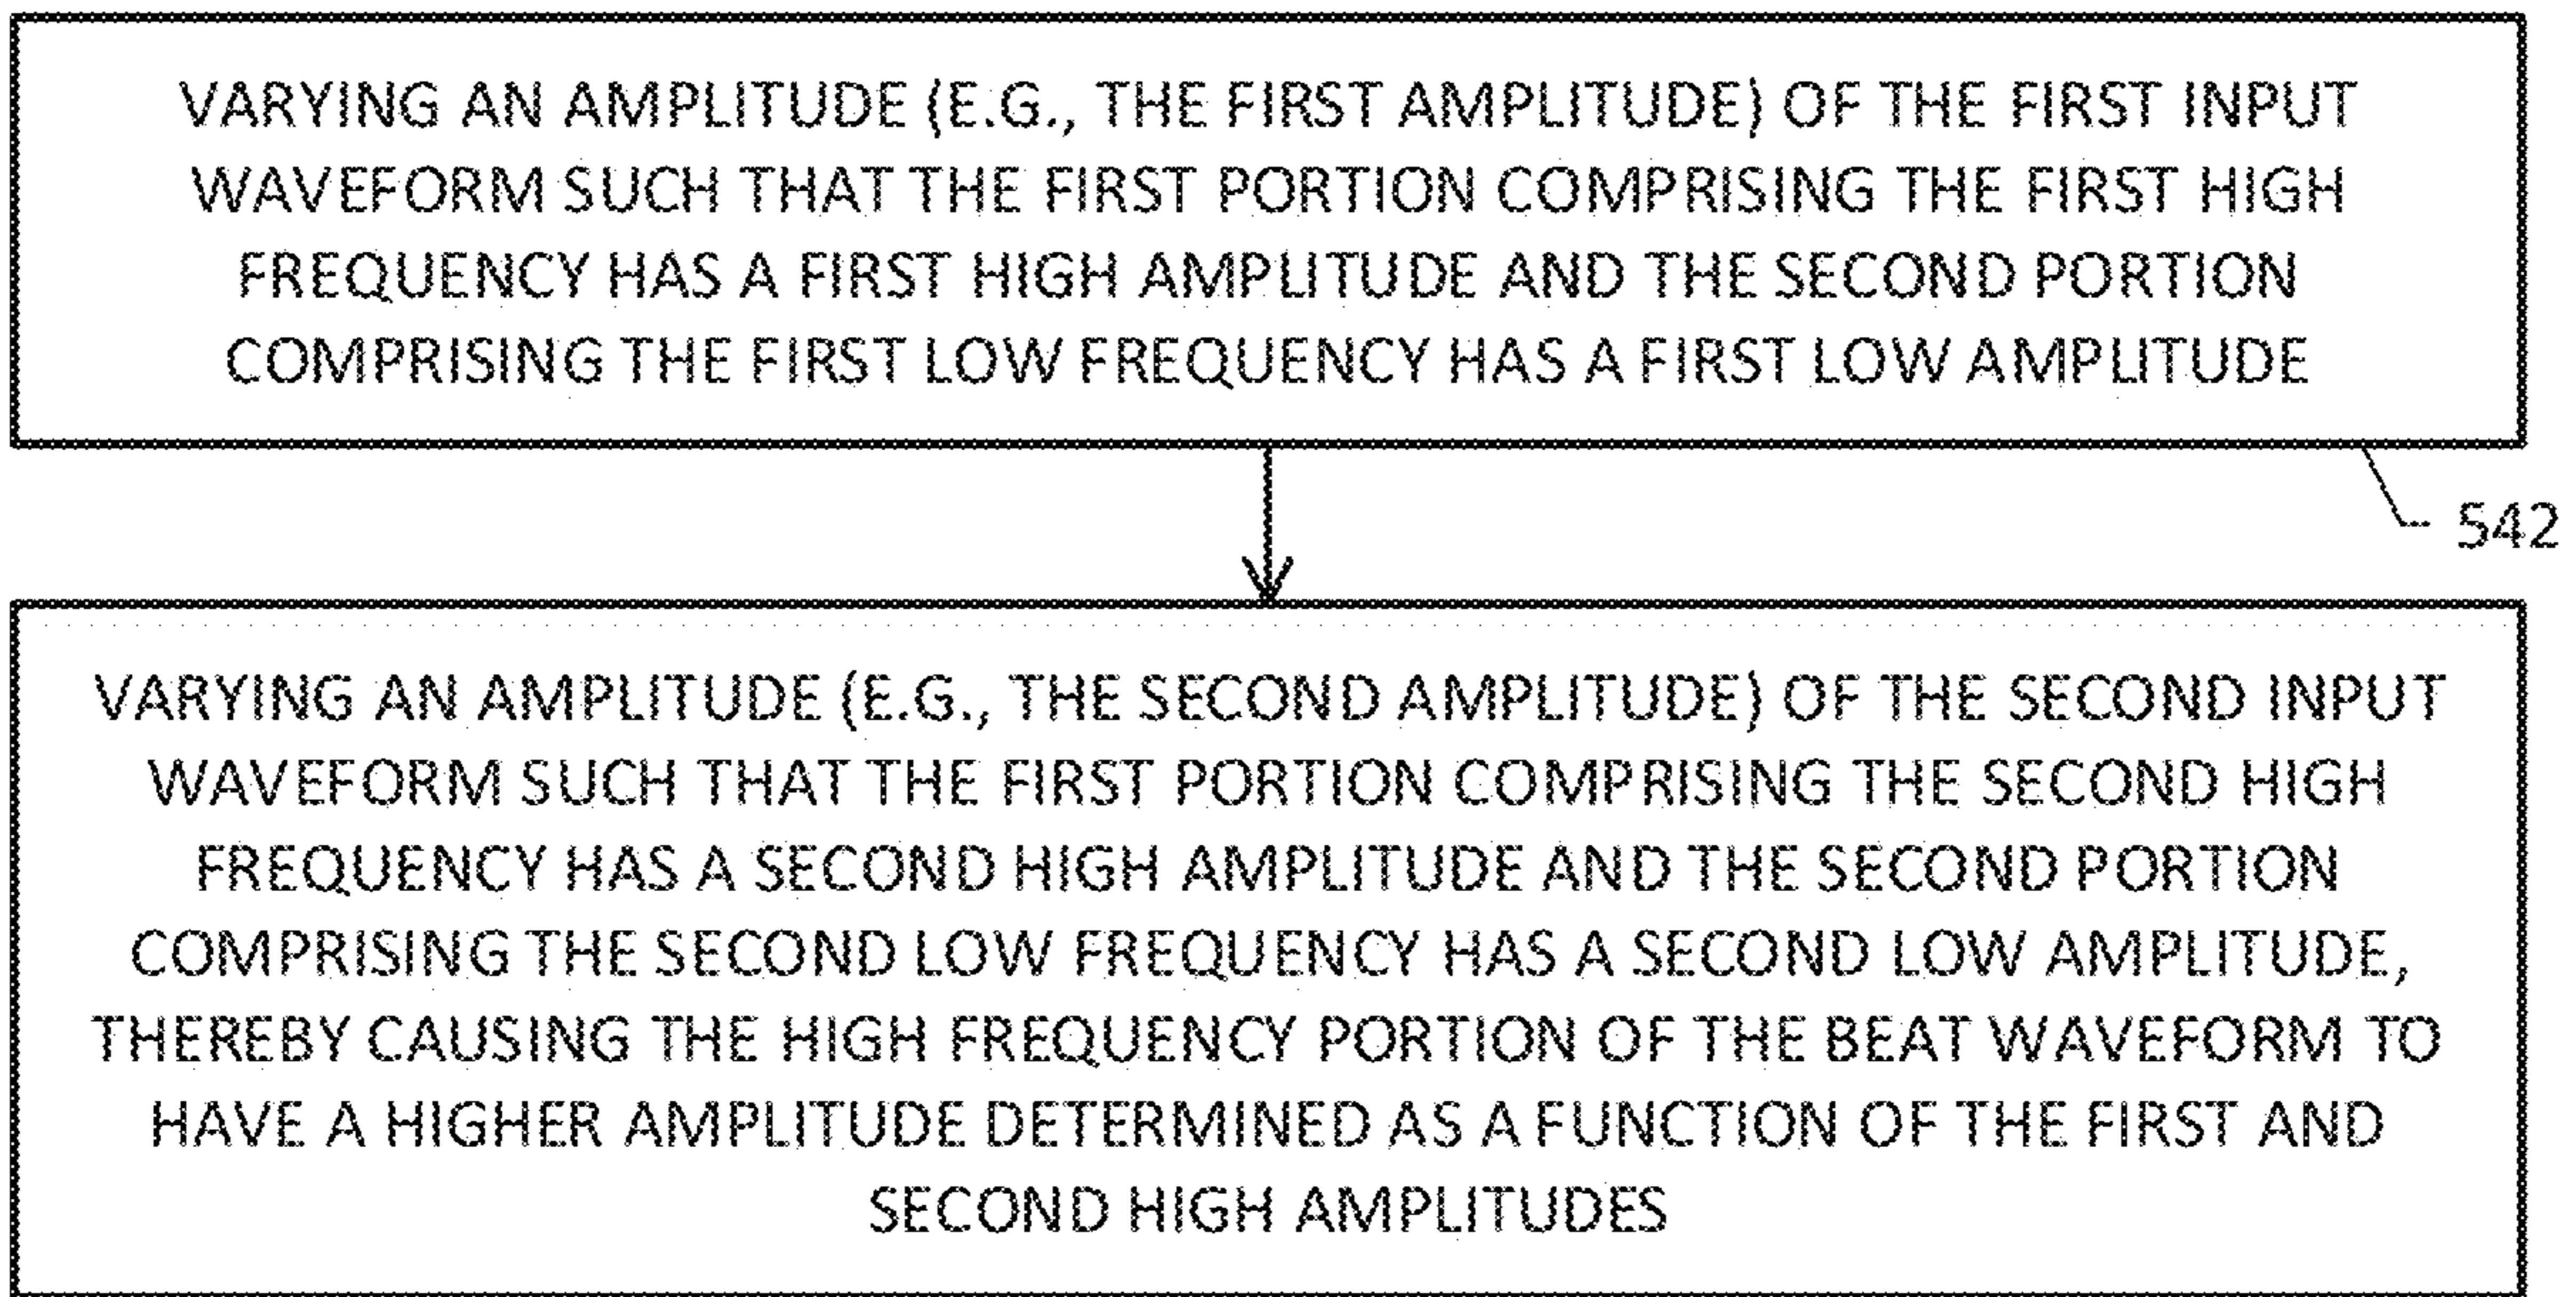 VARYING AN AMPLITUDE (E.G., THE FIRST AMPLITUDE) OF THE FIRST INPUT
WAVEFORM SUCH THAT THE FIRST PORTION COMPRISING THE FIRST HIGH
FREQUENCY HAS A FIRST HIGH AMPLITUDE AND THE SECOND PORTION
COMPRISING THE FIRST LOW FREQUENCY HAS A FIRST LOW AMPLITUDE
542
VARYING AN AMPLITUDE (E.G., THE SECOND AMPLITUDE) OF THE SECOND INPUT
WAVEFORM SUCH THAT THE FIRST PORTION COMPRISING THE SECOND HIGH
FREQUENCY HAS A SECOND HIGH AMPLITUDE AND THE SECOND PORTION
COMPRISING THE SECOND LOW FREQUENCY HAS A SECOND LOW AMPLITUDE,
THEREBY CAUSING THE HIGH FREQUENCY PORTION OF THE BEAT WAVEFORM TO
HAVE A HIGHER AMPLITUDE DETERMINED AS A FUNCTION OF THE FIRST AND
SECOND HIGH AMPLITUDES